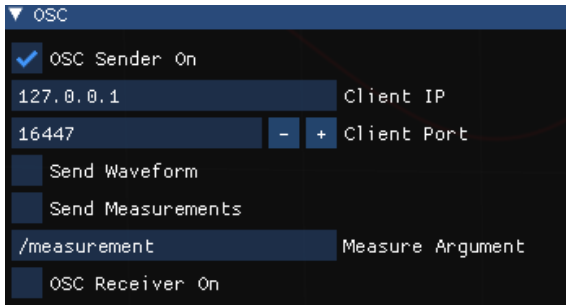 ▼ OSC
OSC Sender On
127.0.0.1 Client IP
16447 - + Client Port
Send Waveform
Send Measurements
/measurement Measure Argument
OSC Receiver On